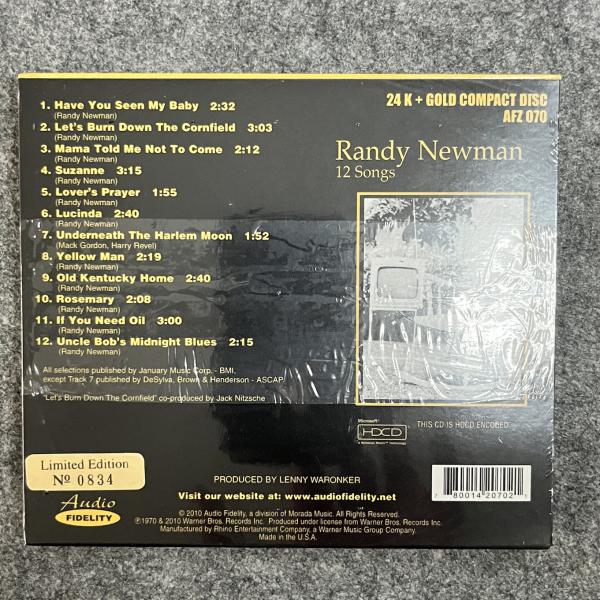 24 K + GOLD COMPACT DISC
AFZ 070
1. Have You Seen My Baby 2:32
(Randy Newman)
2. Let's Burn Down The Cornfield 3:03
(Randy Newman)
3. Mama Told Me Not To Come 2:12
(Randy Newman)
4. Suzanne 3:15
(Randy Newman)
5. Lover's Prayer 1:55
(Randy Newman)
6. Lucinda 2:40
(Randy Newman)
7. Underneath The Harlem Moon 1:52
(Mack Gordon, Harry Revel)
8. Yellow Man 2:19
(Randy Newman)
9. Old Kentucky Home 2:40
(Randy Newman)
10. Rosemary 2:08
(Randy Newman)
11. If You Need Oil 3:00
(Randy Newman)
12. Uncle Bob's Midnight Blues 2:15
(Randy Newman)
All selections published by January Music Corp. - BMI,
except Track 7 published by DeSylva, Brown & Henderson - ASCAP
"Let's Burn Down The Cornfield" co-produced by Jack Nitzsche
Randy Newman
12 Songs
Microsoft
HDCD
THIS CD IS HDCD ENCODED
Limited Edition
Nº 0834
Audio
FIDELITY
PRODUCED BY LENNY WARONKER
Visit our website at: www.audiofidelity.net
© 2010 Audio Fidelity, a division of Morada Music. All Rights Reserved.
℗1970 & 2010 Warner Bros. Records Inc. Produced under license from Warner Bros. Records Inc.
Manufactured by Rhino Entertainment Company, a Warner Music Group Company.
Made in the U.S.A.
7 80014 20702 1